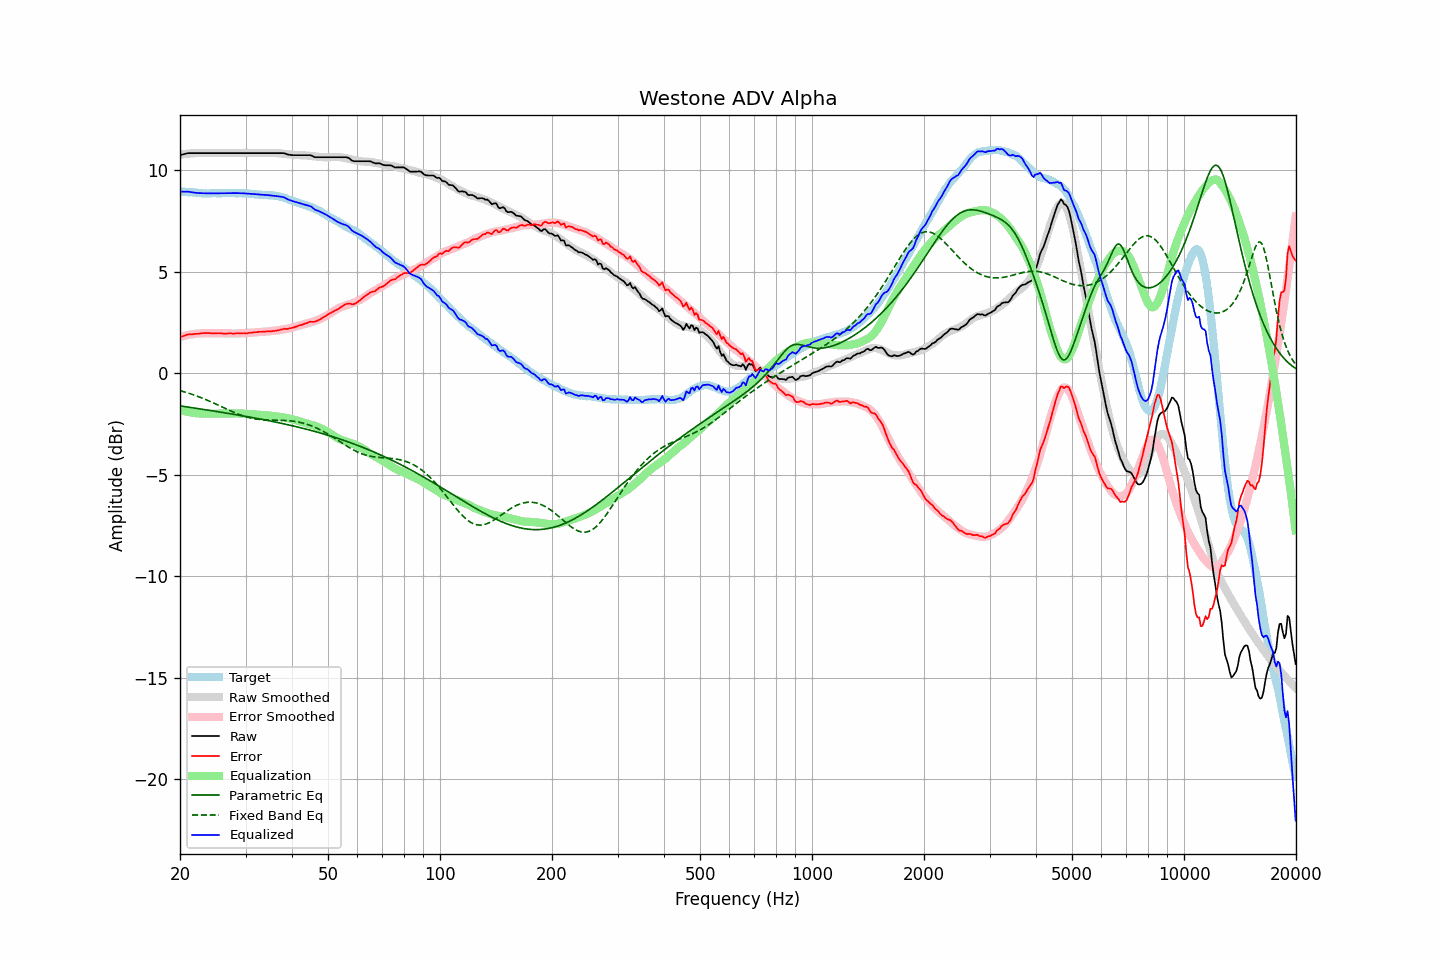 Westone ADV Alpha
Amplitude (dBr)
10
5
0
−5
−10
−15
−20
Target
Raw Smoothed
Error Smoothed
Raw
Error
Equalization
Parametric Eq
Fixed Band Eq
Equalized
20 50 100 200 500 1000 2000 5000 10000 20000
Frequency (Hz)